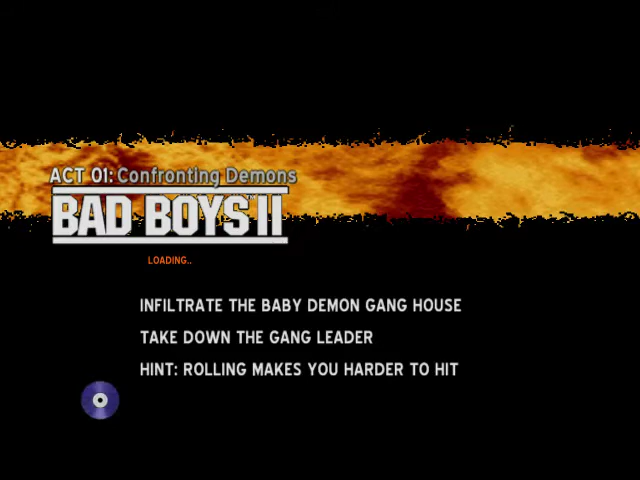 ACT 01: Confronting Demons
BAD BOYS II
LOADING..
INFILTRATE THE BABY DEMON GANG HOUSE
TAKE DOWN THE GANG LEADER
HINT: ROLLING MAKES YOU HARDER TO HIT